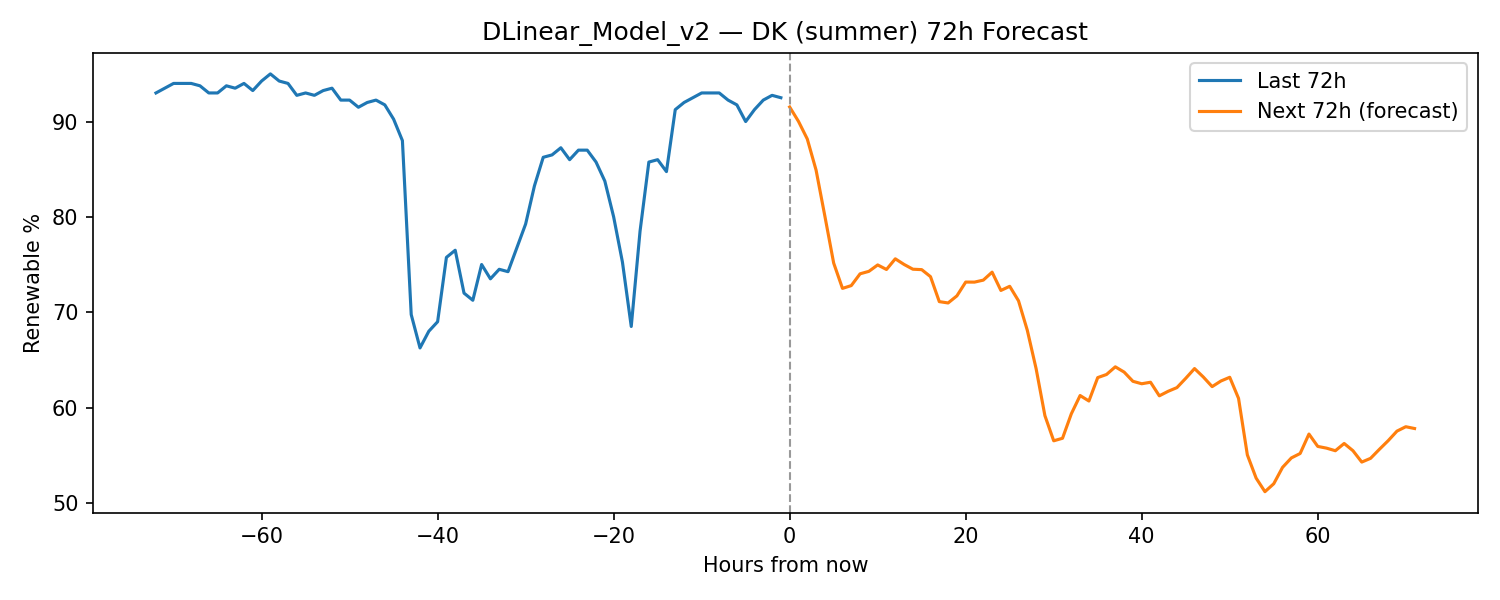 DLinear_Model_v2 — DK (summer) 72h Forecast
Last 72h
Next 72h (forecast)
Renewable %
90
80
70
60
50
−60
−40
−20
0
20
40
60
Hours from now